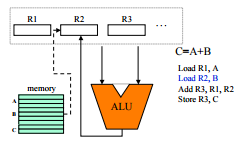 R1 R2 R3 ...
C=A+B
Load R1, A
Load R2, B
Add R3, R1, R2
Store R3, C
memory
A
B
C
ALU